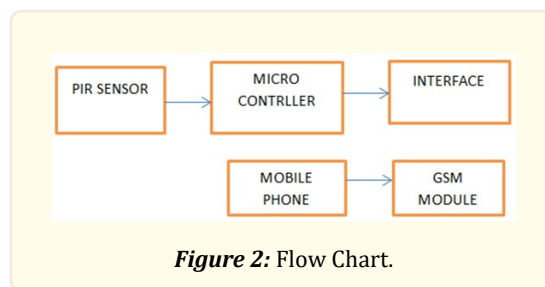 PIR SENSOR
MICRO
CONTRLLER
INTERFACE
MOBILE
PHONE
GSM
MODULE
Figure 2: Flow Chart.